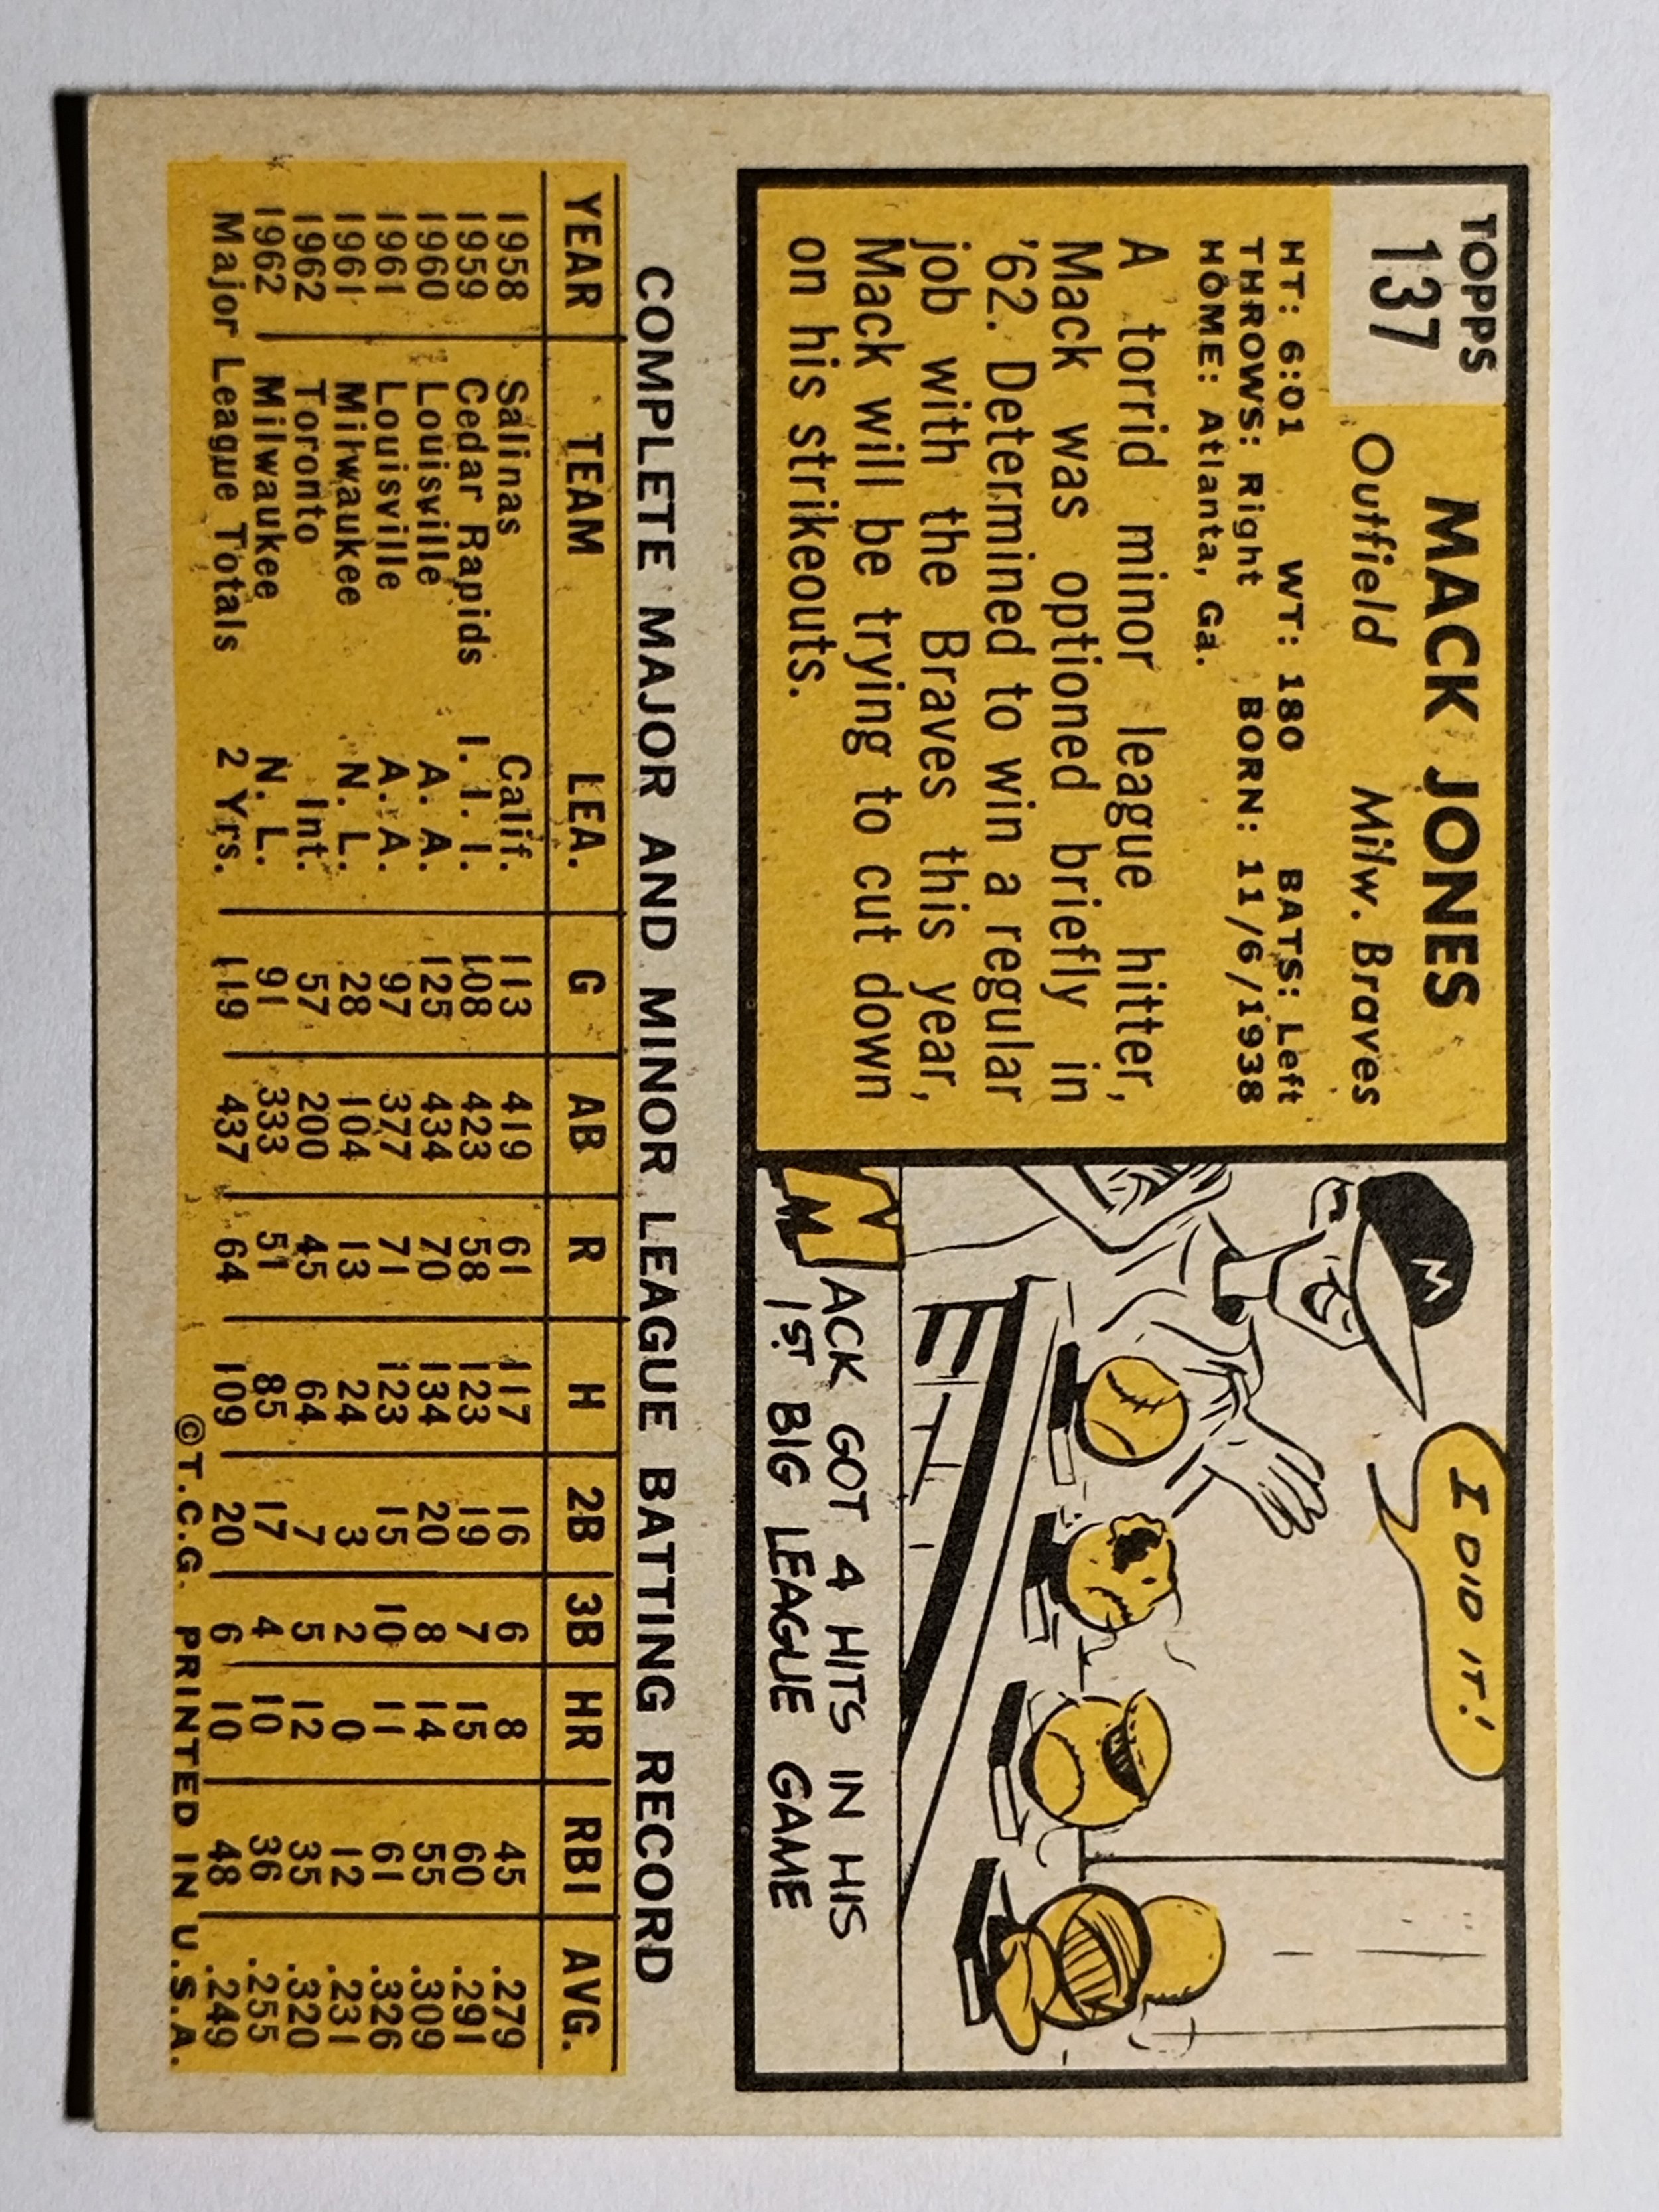 TOPPS
137
MACK JONES
Outfield Milw. Braves
HT: 6:01 WT: 180 BATS: Left
THROWS: Right BORN: 11/6/1938
HOME: Atlanta, Ga.
A torrid minor league hitter,
Mack was optioned briefly in
'62. Determined to win a regular
job with the Braves this year,
Mack will be trying to cut down
on his strikeouts.
M
I DID IT!
MACK GOT 4 HITS IN HIS
1ST BIG LEAGUE GAME
COMPLETE MAJOR AND MINOR LEAGUE BATTING RECORD
YEAR TEAM LEA. G AB R H 2B 3B HR RBI AVG.
1958 Salinas Calif. 113 419 61 117 16 6 8 45 .279
1959 Cedar Rapids I. I. I. 108 423 58 123 19 7 15 60 .291
1960 Louisville A. A. 125 434 70 134 20 8 14 55 .309
1961 Louisville A. A. 97 377 71 123 15 10 11 61 .326
1961 Milwaukee N. L. 28 104 13 24 3 2 0 12 .231
1962 Toronto Int. 57 200 45 64 7 5 12 35 .320
1962 Milwaukee N. L. 91 333 51 85 17 4 10 36 .255
Major League Totals 2 Yrs. 119 437 64 109 20 6 10 48 .249
©T.C.G. PRINTED IN U.S.A.